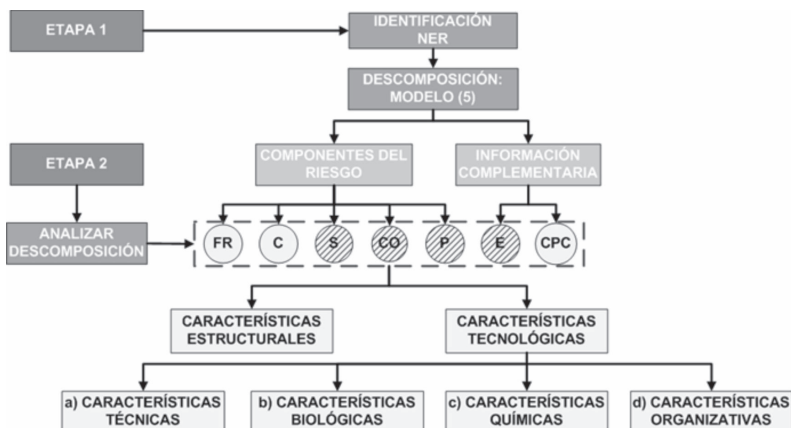 ETAPA 1
IDENTIFICACIÓN
NER
DESCOMPOSICIÓN:
MODELO (5)
ETAPA 2
COMPONENTES DEL
RIESGO
INFORMACIÓN
COMPLEMENTARIA
ANALIZAR
DESCOMPOSICIÓN
FR
C
S
CO
P
E
CPC
CARACTERÍSTICAS
ESTRUCTURALES
CARACTERÍSTICAS
TECNOLÓGICAS
a) CARACTERÍSTICAS
TÉCNICAS
b) CARACTERÍSTICAS
BIOLÓGICAS
c) CARACTERÍSTICAS
QUÍMICAS
d) CARACTERÍSTICAS
ORGANIZATIVAS